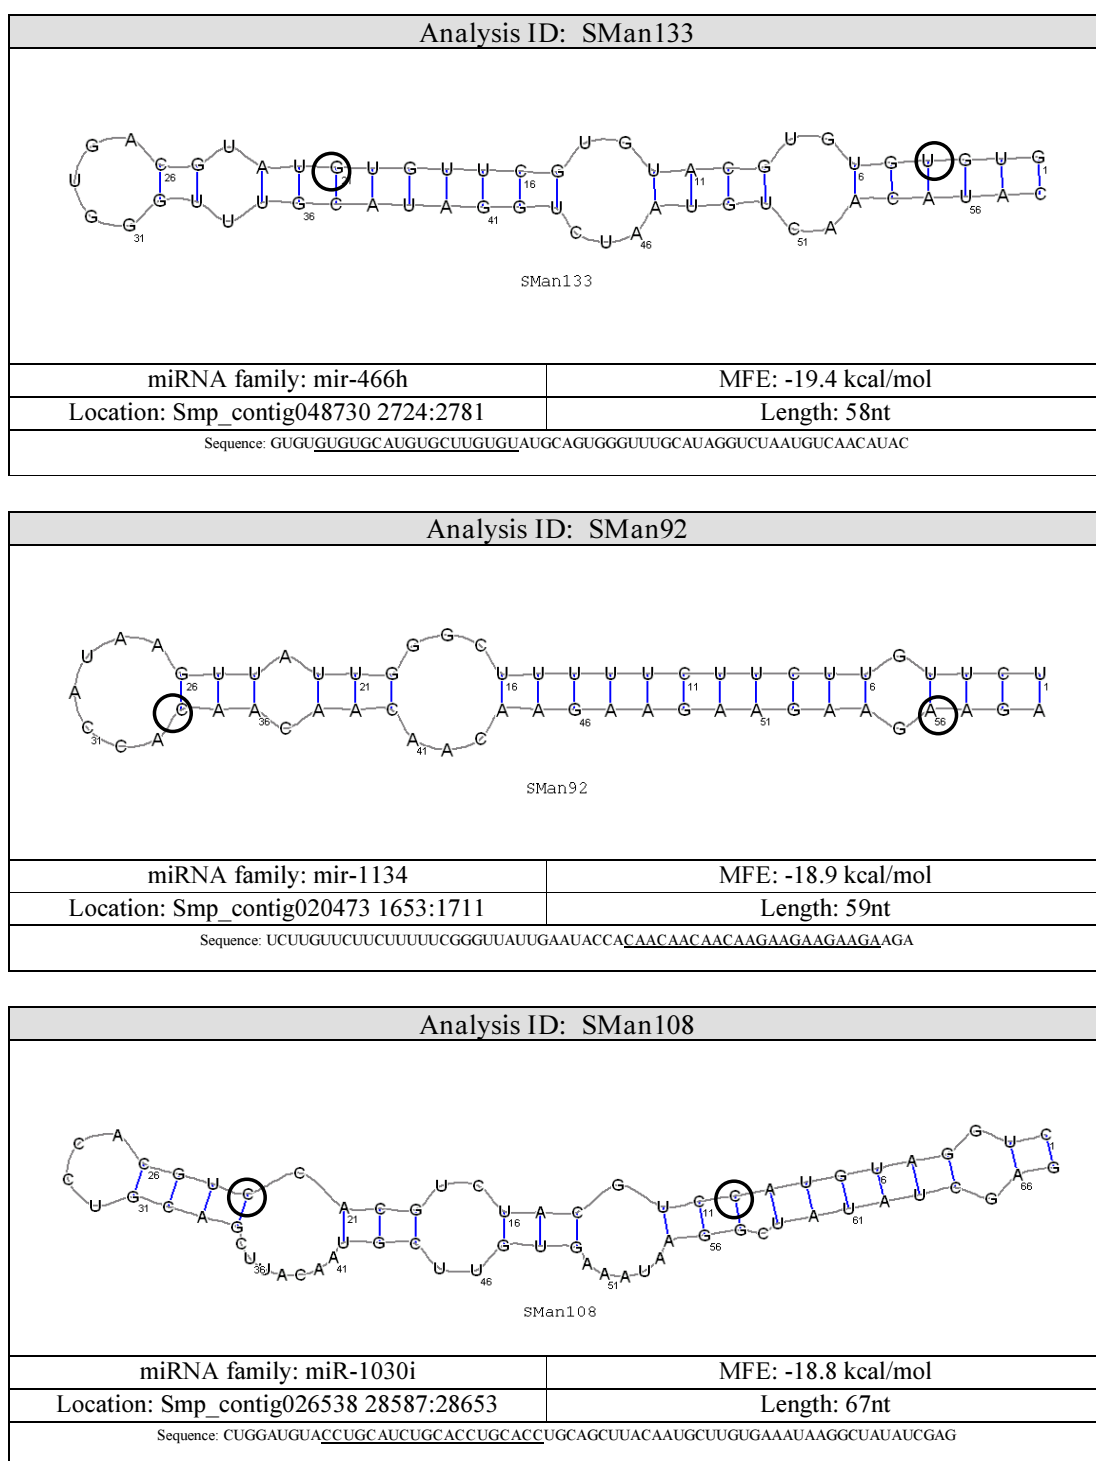 Analysis ID: SMan133
SMan133
miRNA family: mir-466h MFE: -19.4 kcal/mol
Location: Smp_contig048730 2724:2781 Length: 58nt
Sequence: GUGUGUGUGCAUGUGCUUGUGUAUGCAGUGGGUUUGCAUAGGUCUAAUGUCAACAUAC
Analysis ID: SMan92
SMan92
miRNA family: mir-1134 MFE: -18.9 kcal/mol
Location: Smp_contig020473 1653:1711 Length: 59nt
Sequence: UCUUGUUCUUCUUUUUCGGGUUAUUGAAUACCACAACAACAACAAGAAGAAGAAGAAGA
Analysis ID: SMan108
SMan108
miRNA family: miR-1030i MFE: -18.8 kcal/mol
Location: Smp_contig026538 28587:28653 Length: 67nt
Sequence: CUGGAUGUACCUGCAUCUGCACCUGCACCUGCAGCUUACAAUGCUUGUGAAAUAAGGCUAUAUCGAG